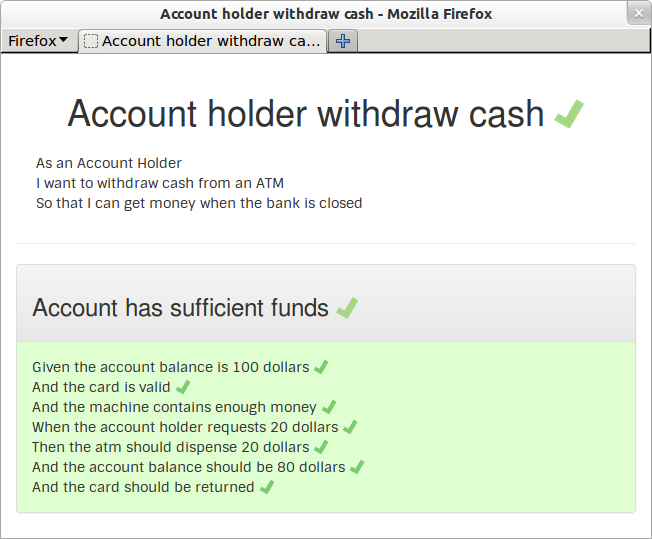 Account holder withdraw cash - Mozilla Firefox
Firefox
Account holder withdraw ca...
Account holder withdraw cash
As an Account Holder
I want to withdraw cash from an ATM
So that I can get money when the bank is closed
Account has sufficient funds
Given the account balance is 100 dollars
And the card is valid
And the machine contains enough money
When the account holder requests 20 dollars
Then the atm should dispense 20 dollars
And the account balance should be 80 dollars
And the card should be returned